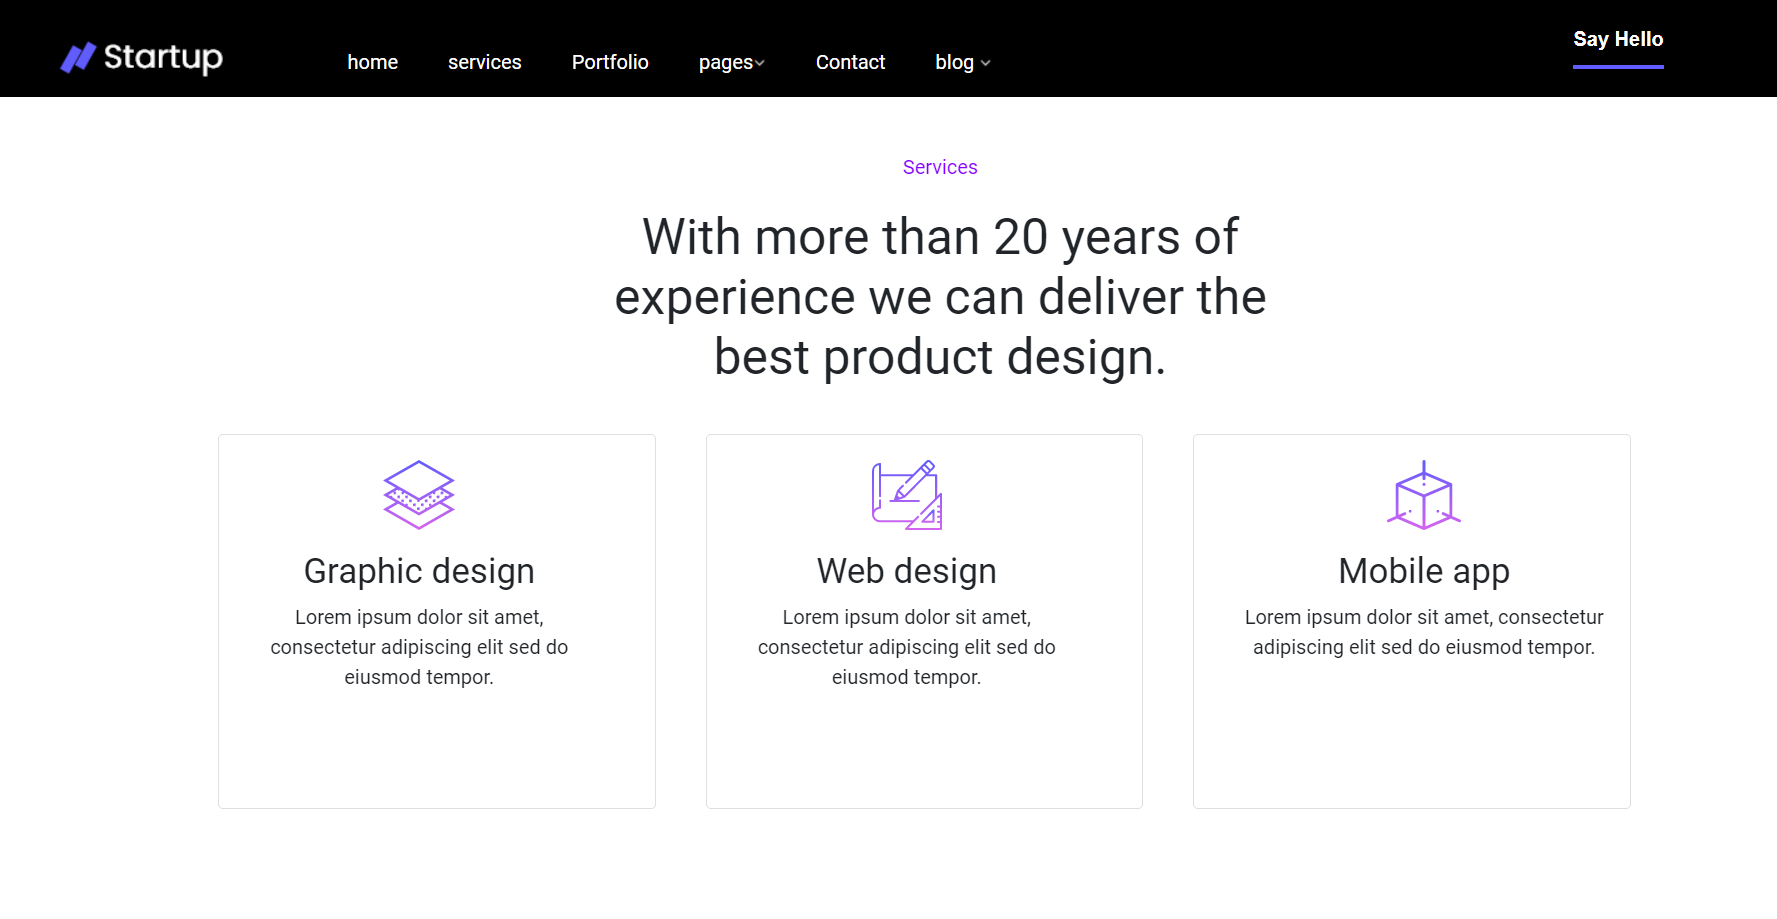 Startup
home services Portfolio pages Contact blog
Say Hello
Services
With more than 20 years of
experience we can deliver the
best product design.
Graphic design
Lorem ipsum dolor sit amet,
consectetur adipiscing elit sed do
eiusmod tempor.
Web design
Lorem ipsum dolor sit amet,
consectetur adipiscing elit sed do
eiusmod tempor.
Mobile app
Lorem ipsum dolor sit amet, consectetur
adipiscing elit sed do eiusmod tempor.